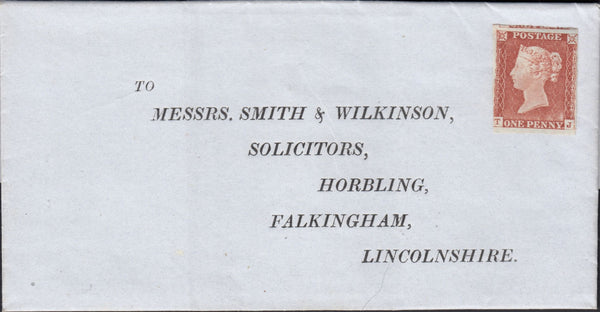 POSTAGE
T ONE PENNY J
TO
MESSRS. SMITH & WILKINSON,
SOLICITORS,
HORBLING,
FALKINGHAM,
LINCOLNSHIRE.